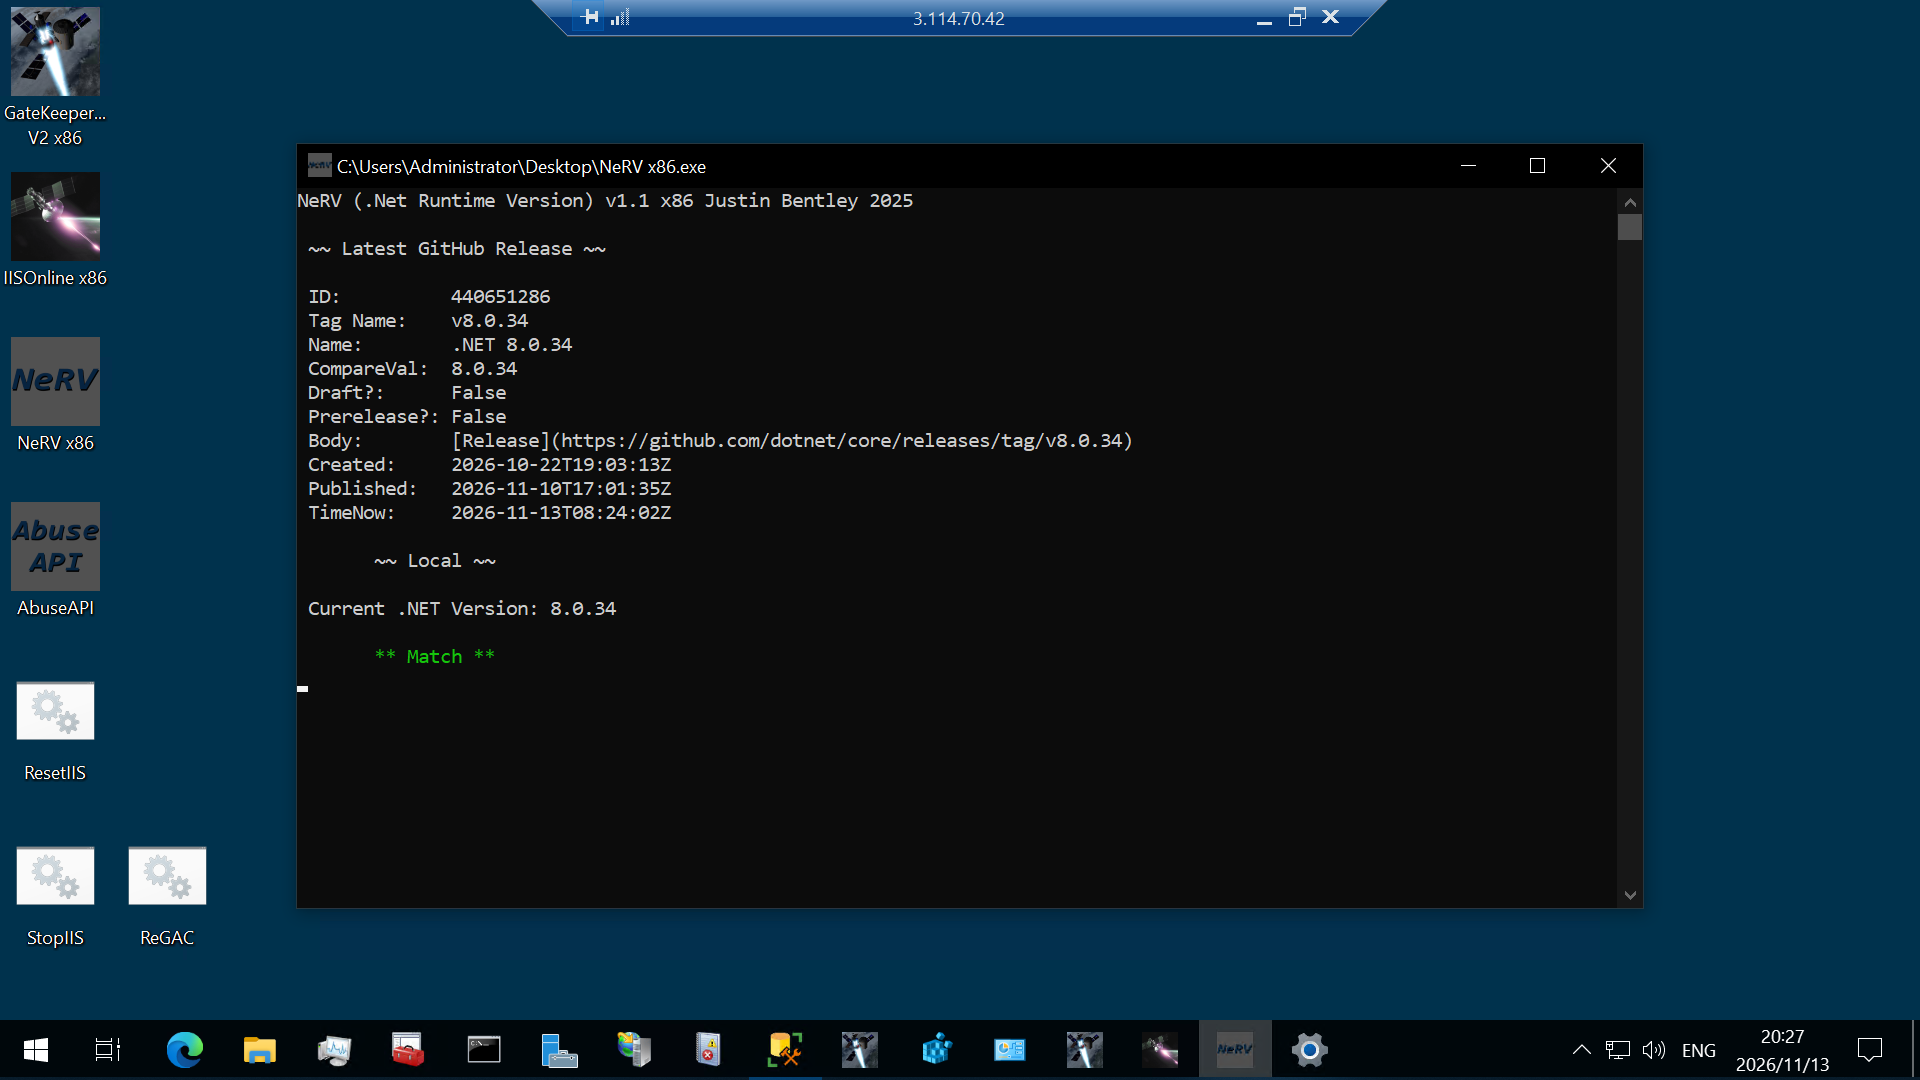 3.114.70.42
GateKeeper...
V2 x86
IISOnline x86
NeRV
NeRV x86
Abuse
API
AbuseAPI
ResetIIS
StopIIS
ReGAC
NeRV
C:\Users\Administrator\Desktop\NeRV x86.exe
NeRV (.Net Runtime Version) v1.1 x86 Justin Bentley 2025
~~ Latest GitHub Release ~~
ID: 440651286
Tag Name: v8.0.34
Name: .NET 8.0.34
CompareVal: 8.0.34
Draft?: False
Prerelease?: False
Body: [Release](https://github.com/dotnet/core/releases/tag/v8.0.34)
Created: 2026-10-22T19:03:13Z
Published: 2026-11-10T17:01:35Z
TimeNow: 2026-11-13T08:24:02Z
~~ Local ~~
Current .NET Version: 8.0.34
** Match **
NeRV
ENG
20:27
2026/11/13